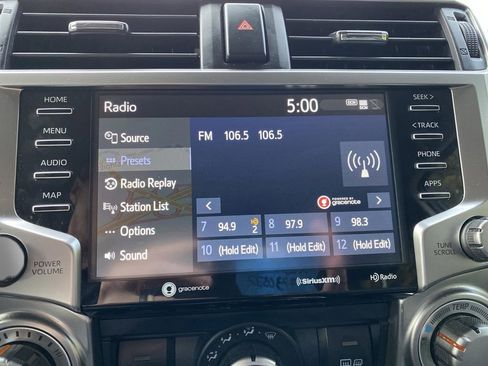 Radio 5:00
HOME
MENU
AUDIO
MAP
SEEK >
< TRACK
PHONE
APPS
Source
Presets
Radio Replay
Station List
Options
Sound
FM 106.5 106.5
POWERED BY
gracenote
7 94.9 HD 2
8 97.9
9 98.3
10 (Hold Edit)
11 (Hold Edit)
12 (Hold Edit)
POWER
VOLUME
TUNE
SCROLL
gracenote
((SiriusXM))
HD Radio